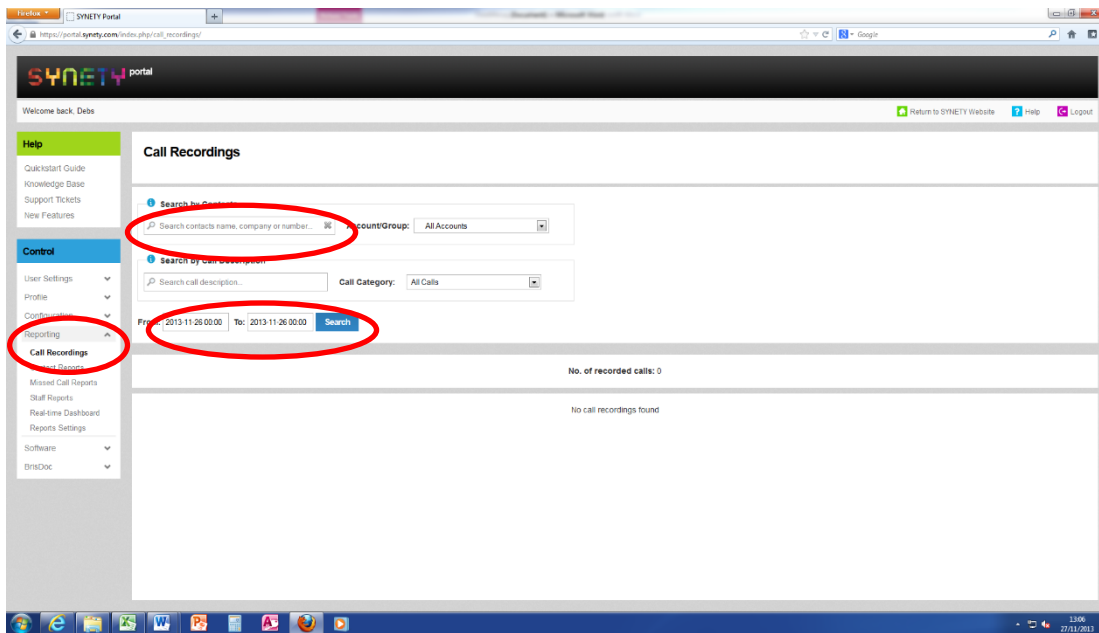 Firefox
SYNETY Portal
https://portal.synety.com/index.php/call_recordings/
Google
SYNETY portal
Welcome back, Debs
Return to SYNETY Website
Help
Logout
Help
Quickstart Guide
Knowledge Base
Support Tickets
New Features
Control
User Settings
Profile
Configuration
Reporting
Call Recordings
Contact Reports
Missed Call Reports
Staff Reports
Real-time Dashboard
Reports Settings
Software
BrisDoc
Call Recordings
Search by Contacts
Search contacts name, company or number...
Account/Group: All Accounts
Search by Call Description
Search call description...
Call Category: All Calls
From: 2013-11-26 00:00 To: 2013-11-26 00:00 Search
No. of recorded calls: 0
No call recordings found
13:06
27/11/2013